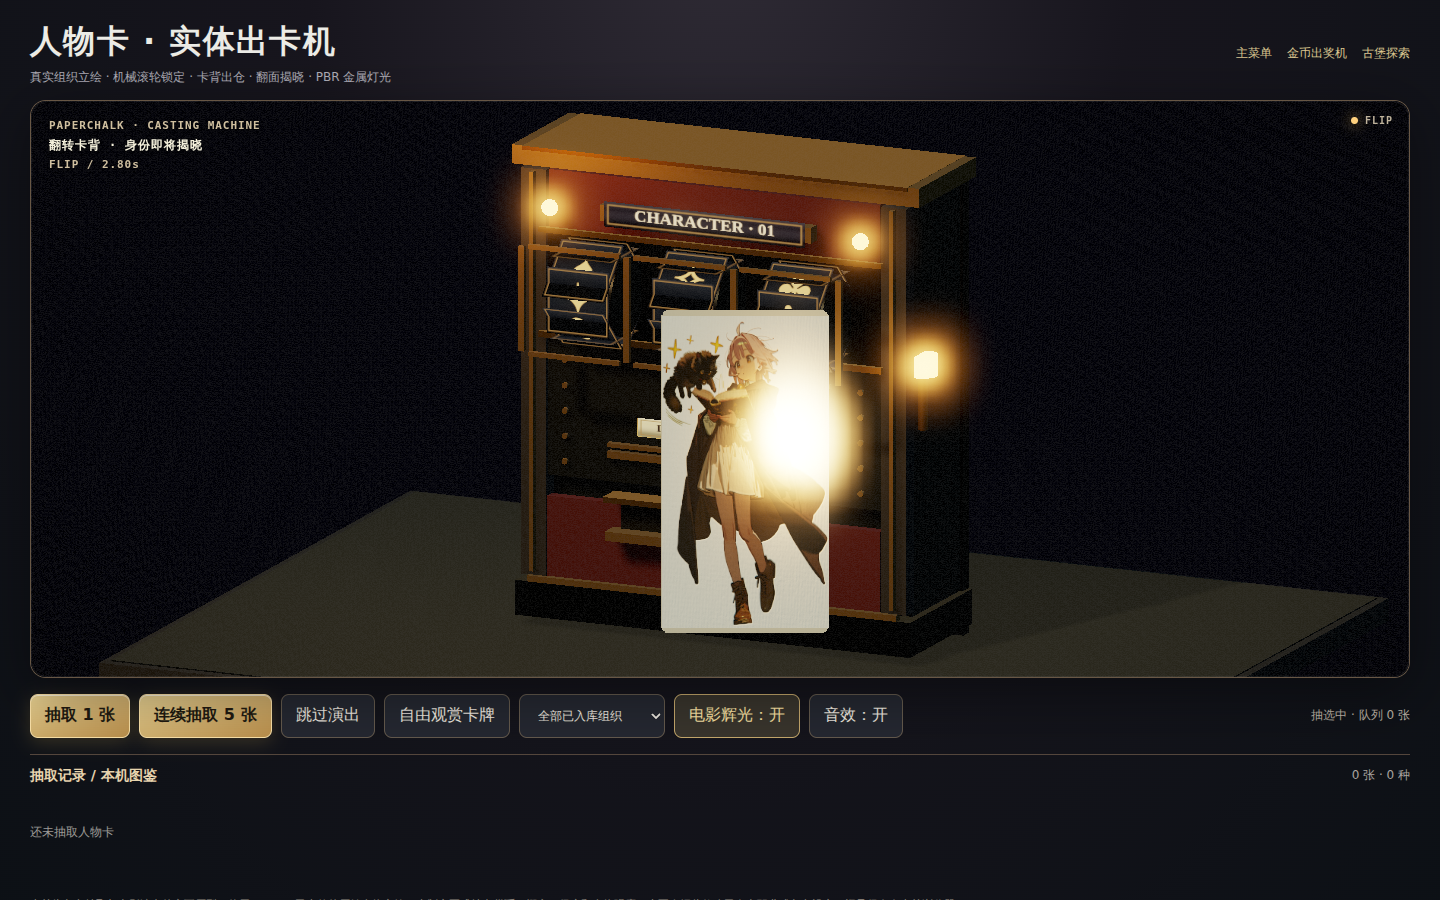 人物卡 · 实体出卡机
真实组织立绘 · 机械滚轮锁定 · 卡背出仓 · 翻面揭晓 · PBR 金属灯光
主菜单 金币出奖机 古堡探索
PAPERCHALK · CASTING MACHINE
翻转卡背 · 身份即将揭晓
FLIP / 2.80s
FLIP
CHARACTER · 01
抽取 1 张 连续抽取 5 张 跳过演出 自由观赏卡牌 全部已入库组织 电影辉光：开 音效：开 抽选中 · 队列 0 张
抽取记录 / 本机图鉴 0 张 · 0 种
还未抽取人物卡